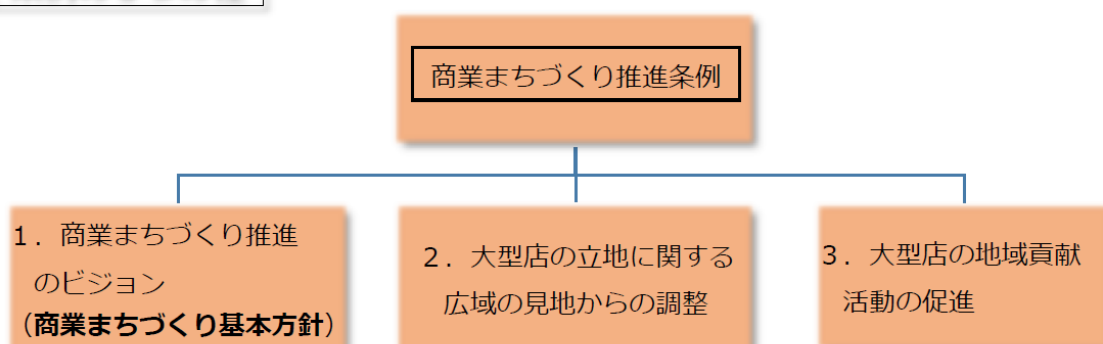 商業まちづくり推進条例
1．商業まちづくり推進
のビジョン
（商業まちづくり基本方針）
2．大型店の立地に関する
広域の見地からの調整
3．大型店の地域貢献
活動の促進